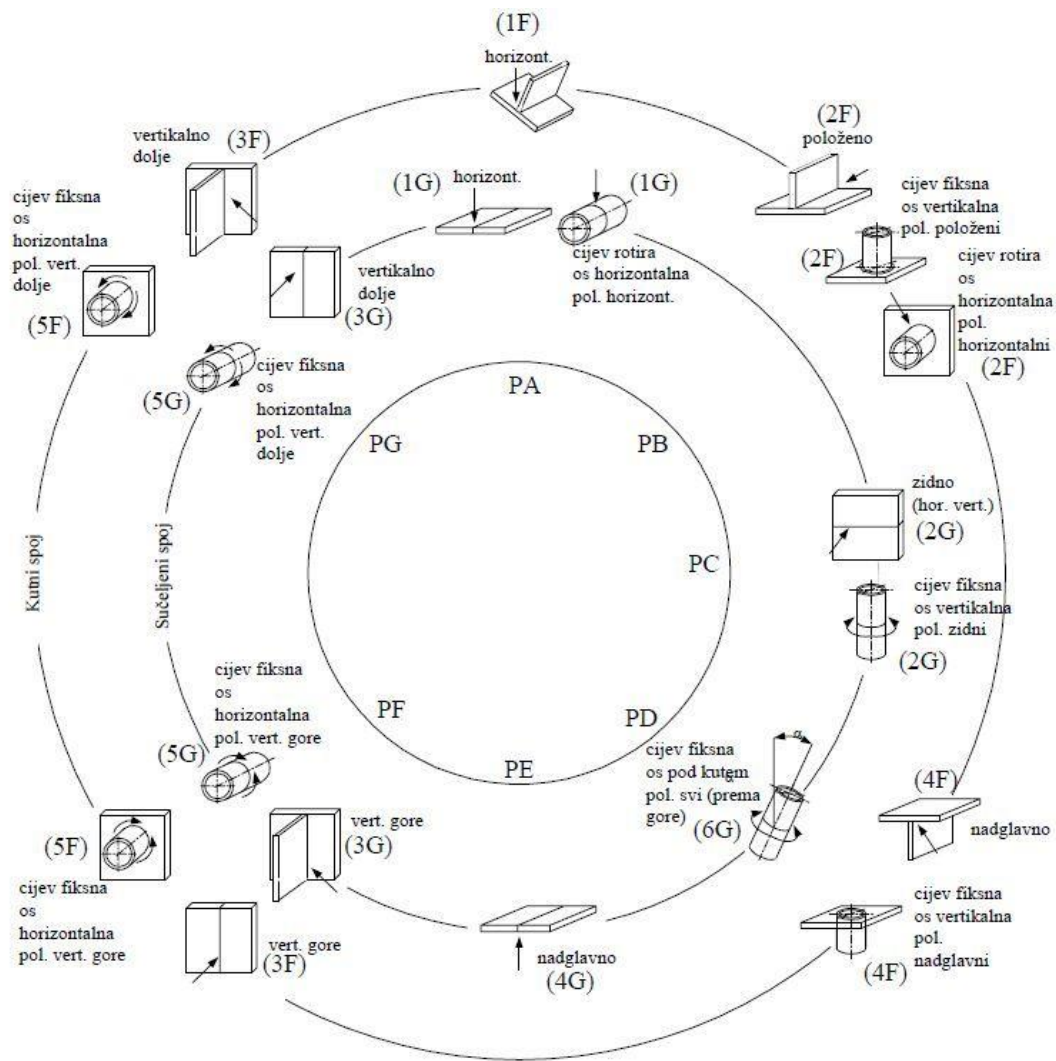 (1F)
horizont.
(2F)
položeno
vertikalno
dolje
(3F)
(1G)
horizont.
(1G)
cijev rotira
os horizontalna
pol. horizont.
cijev fiksna
os vertikalna
pol. položeni
(2F)
cijev rotira
os
horizontalna
pol.
horizontalni
(2F)
cijev fiksna
os
horizontalna
pol. vert.
dolje
(5F)
vertikalno
dolje
(3G)
cijev fiksna
os
horizontalna
pol. vert.
dolje
(5G)
PA
PB
PC
PD
PE
PF
PG
Kutni spoj
Sučeljeni spoj
zidno
(hor. vert.)
(2G)
cijev fiksna
os vertikalna
pol. zidni
(2G)
cijev fiksna
os
horizontalna
pol. vert. gore
(5G)
cijev fiksna
os pod kutem
pol. svi (prema
gore)
(6G)
α
(4F)
nadglavno
(5F)
cijev fiksna
os
horizontalna
pol. vert. gore
vert. gore
(3G)
vert. gore
(3F)
nadglavno
(4G)
cijev fiksna
os vertikalna
pol.
nadglavni
(4F)